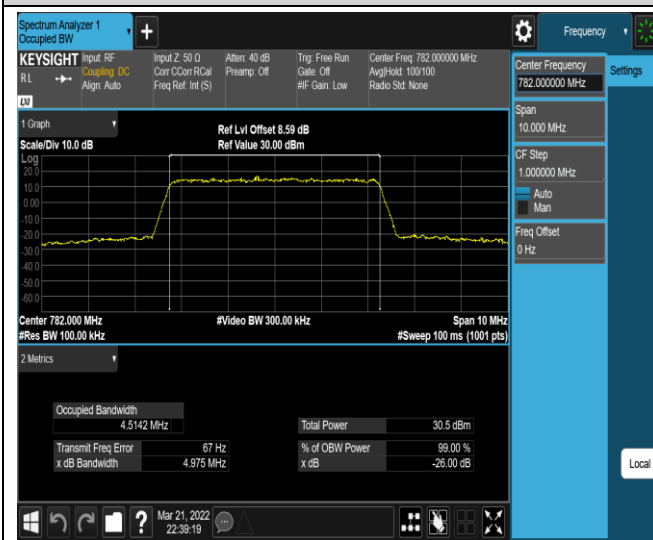 Spectrum Analyzer 1
Occupied BW
Frequency
KEYSIGHT
RL
LXI
Input: RF
Coupling: DC
Align: Auto
Input Z: 50 Ω
Corr CCorr RCal
Freq Ref: Int (S)
Atten: 40 dB
Preamp: Off
Trig: Free Run
Gate: Off
#IF Gain: Low
Center Freq: 782.000000 MHz
Avg|Hold: 100/100
Radio Std: None
Center Frequency
782.000000 MHz
Settings
Span
10.000 MHz
CF Step
1.000000 MHz
Auto
Man
Freq Offset
0 Hz
1 Graph
Scale/Div 10.0 dB
Ref Lvl Offset 8.59 dB
Ref Value 30.00 dBm
Log
20.0
10.0
0.00
-10.0
-20.0
-30.0
-50.0
-60.0
Center 782.000 MHz
#Res BW 100.00 kHz
#Video BW 300.00 kHz
Span 10 MHz
#Sweep 100 ms (1001 pts)
2 Metrics
Occupied Bandwidth
4.5142 MHz
Total Power 30.5 dBm
Transmit Freq Error 67 Hz
% of OBW Power 99.00 %
x dB Bandwidth 4.975 MHz
x dB -26.00 dB
Local
Mar 21, 2022
22:39:19